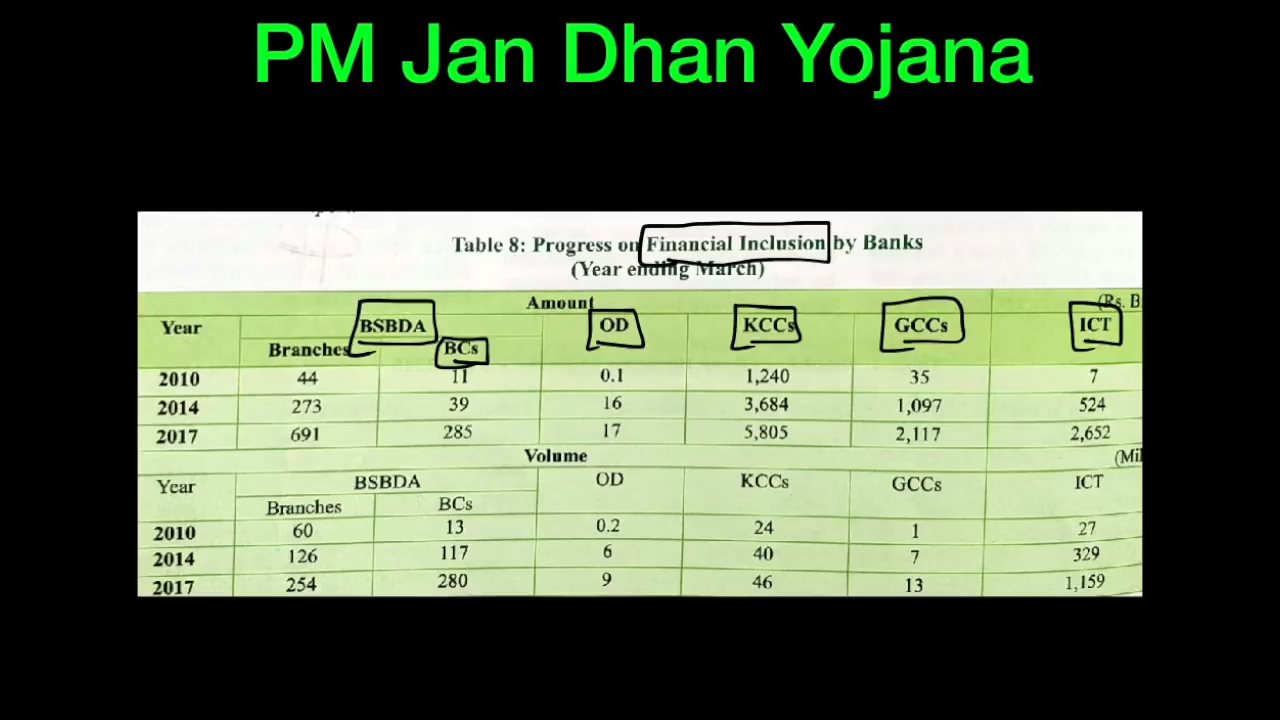 PM Jan Dhan Yojana
Table 8: Progress on Financial Inclusion by Banks
(Year ending March)
Amount (Rs. B
Year BSBDA OD KCCs GCCs ICT
Branches BCs
2010 44 11 0.1 1,240 35 7
2014 273 39 16 3,684 1,097 524
2017 691 285 17 5,805 2,117 2,652
Volume (Mil
Year BSBDA OD KCCs GCCs ICT
Branches BCs
2010 60 13 0.2 24 1 27
2014 126 117 6 40 7 329
2017 254 280 9 46 13 1,159